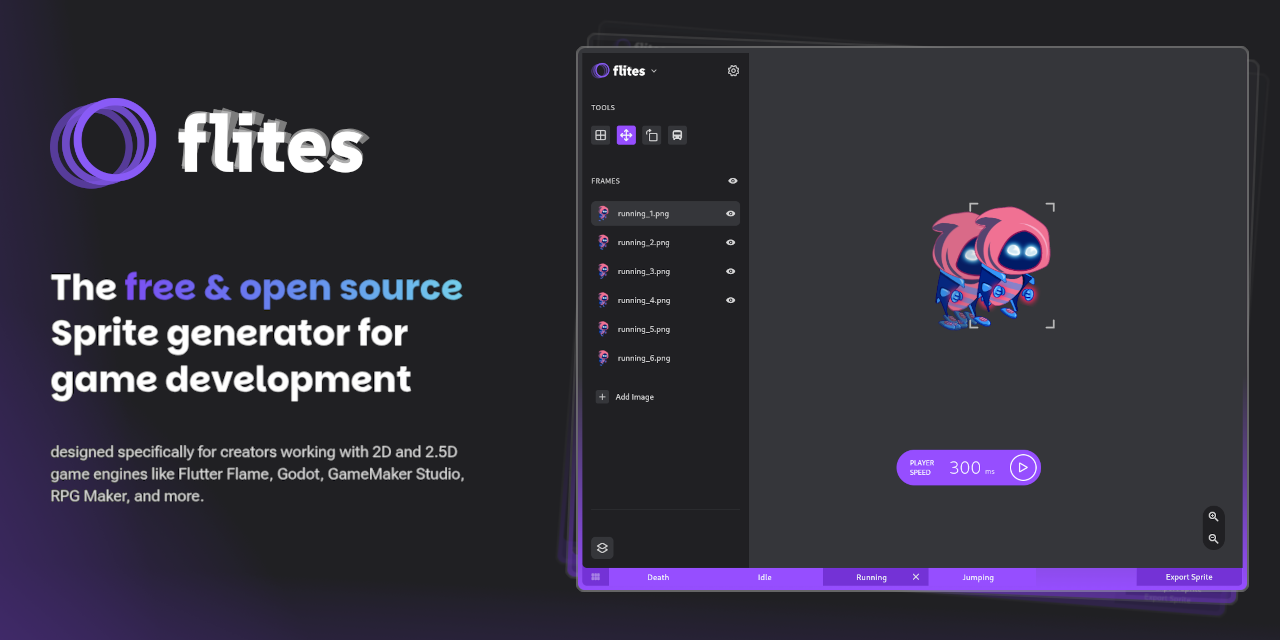 flites
The free & open source
Sprite generator for
game development
designed specifically for creators working with 2D and 2.5D
game engines like Flutter Flame, Godot, GameMaker Studio,
RPG Maker, and more.
flites
TOOLS
FRAMES
running_1.png
running_2.png
running_3.png
running_4.png
running_5.png
running_6.png
+ Add Image
PLAYER
SPEED
300 ms
Death
Idle
Running
Jumping
Export Sprite